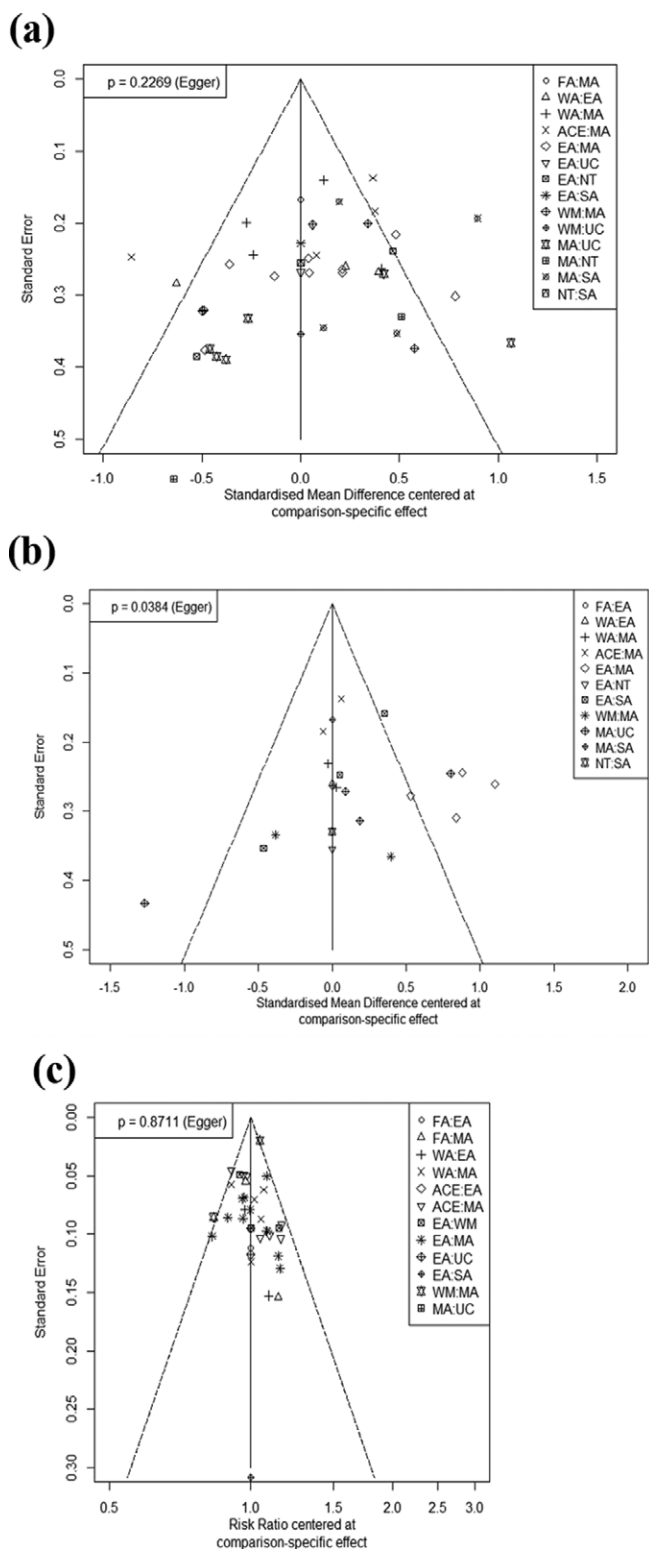 (a)
p = 0.2269 (Egger)
FA:MA
WA:EA
WA:MA
ACE:MA
EA:MA
EA:UC
EA:NT
EA:SA
WM:MA
WM:UC
MA:UC
MA:NT
MA:SA
NT:SA
Standard Error
0.0
0.1
0.2
0.3
0.4
0.5
-1.0
-0.5
0.0
0.5
1.0
1.5
Standardised Mean Difference centered at
comparison-specific effect
(b)
p = 0.0384 (Egger)
FA:EA
WA:EA
WA:MA
ACE:MA
EA:MA
EA:NT
EA:SA
WM:MA
MA:UC
MA:SA
NT:SA
Standard Error
0.0
0.1
0.2
0.3
0.4
0.5
-1.5
-1.0
-0.5
0.0
0.5
1.0
1.5
2.0
Standardised Mean Difference centered at
comparison-specific effect
(c)
p = 0.8711 (Egger)
FA:EA
FA:MA
WA:EA
WA:MA
ACE:EA
ACE:MA
EA:WM
EA:MA
EA:UC
EA:SA
WM:MA
MA:UC
Standard Error
0.00
0.05
0.10
0.15
0.20
0.25
0.30
0.5
1.0
1.5
2.0
2.5
3.0
Risk Ratio centered at
comparison-specific effect